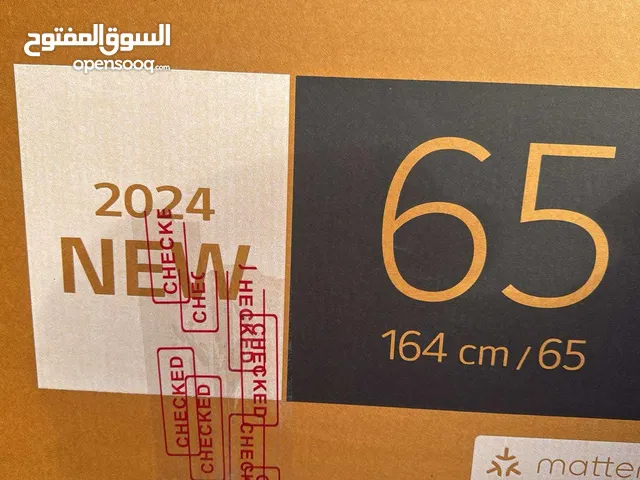 السوق المفتوح
opensooq.com
2024
NEW
65
164 cm/65
CHECKED
CHECKED
CHECKED
CHECKED
CHECKED
matter